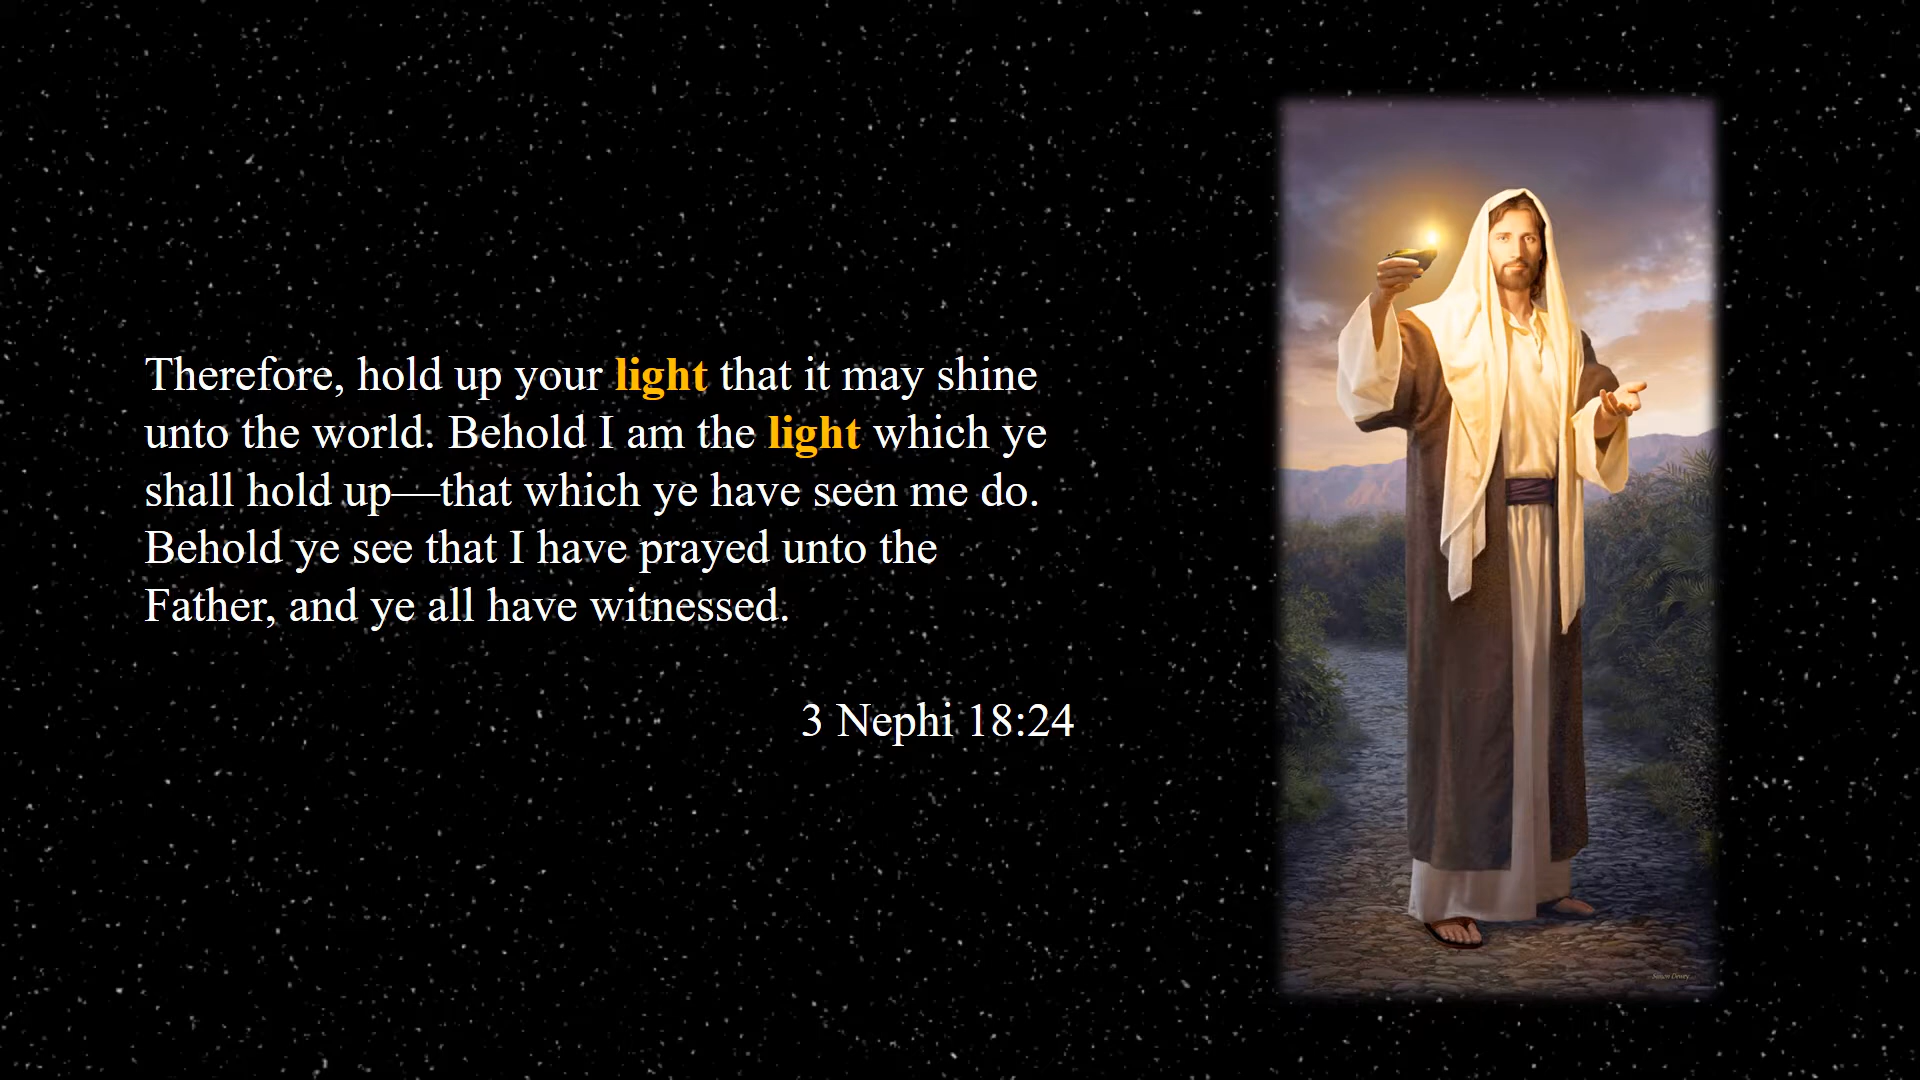 Therefore, hold up your light that it may shine
unto the world. Behold I am the light which ye
shall hold up—that which ye have seen me do.
Behold ye see that I have prayed unto the
Father, and ye all have witnessed.
3 Nephi 18:24
Simon Dewey